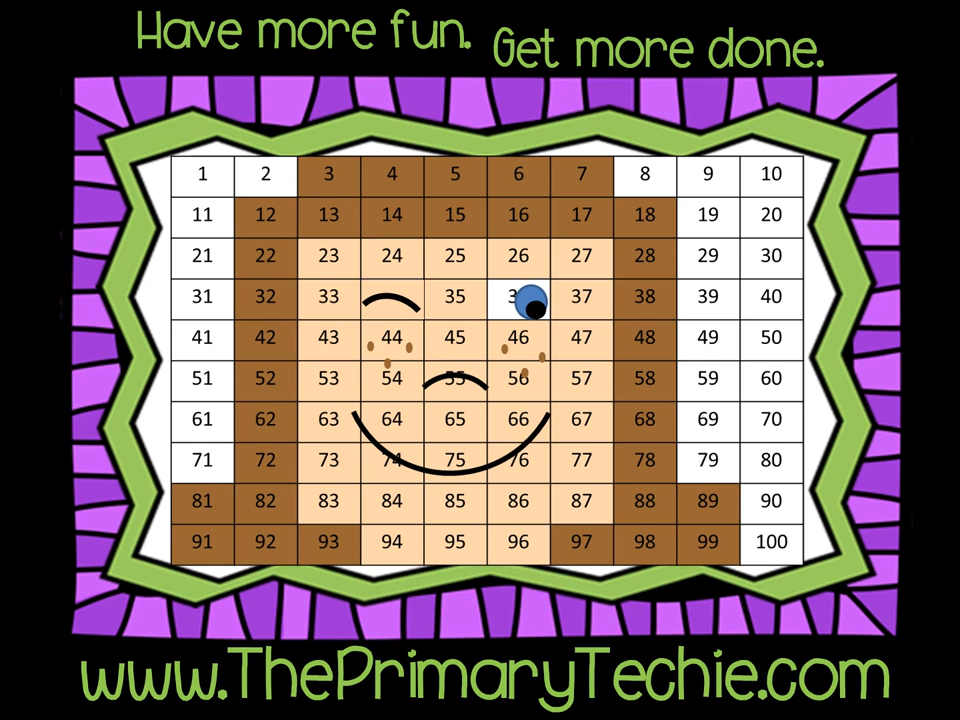 Have more fun. Get more done.
1 2 3 4 5 6 7 8 9 10
11 12 13 14 15 16 17 18 19 20
21 22 23 24 25 26 27 28 29 30
31 32 33 35 37 38 39 40
41 42 43 44 45 46 47 48 49 50
51 52 53 54 55 56 57 58 59 60
61 62 63 64 65 66 67 68 69 70
71 72 73 74 75 76 77 78 79 80
81 82 83 84 85 86 87 88 89 90
91 92 93 94 95 96 97 98 99 100
www.ThePrimaryTechie.com